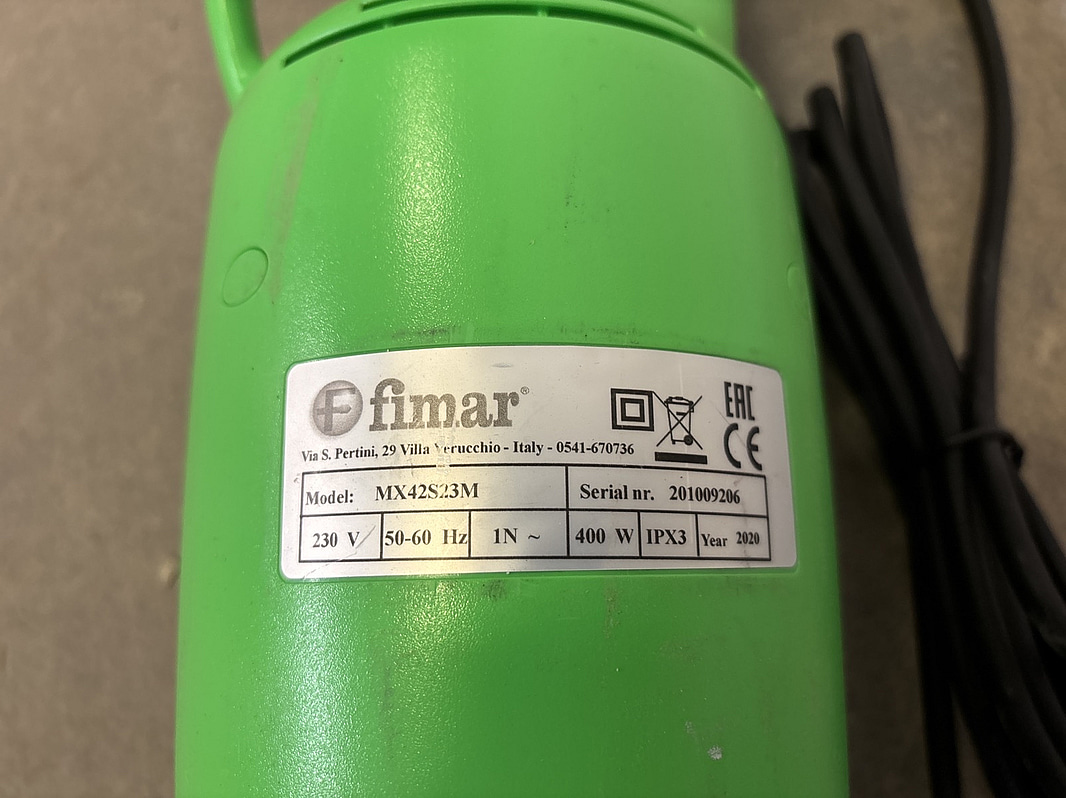 F fimar®
Via S. Pertini, 29 Villa Verucchio - Italy - 0541-670736
EAC
CE
Model: MX42S23M Serial nr. 201009206
230 V 50-60 Hz 1N ~ 400 W IPX3 Year 2020